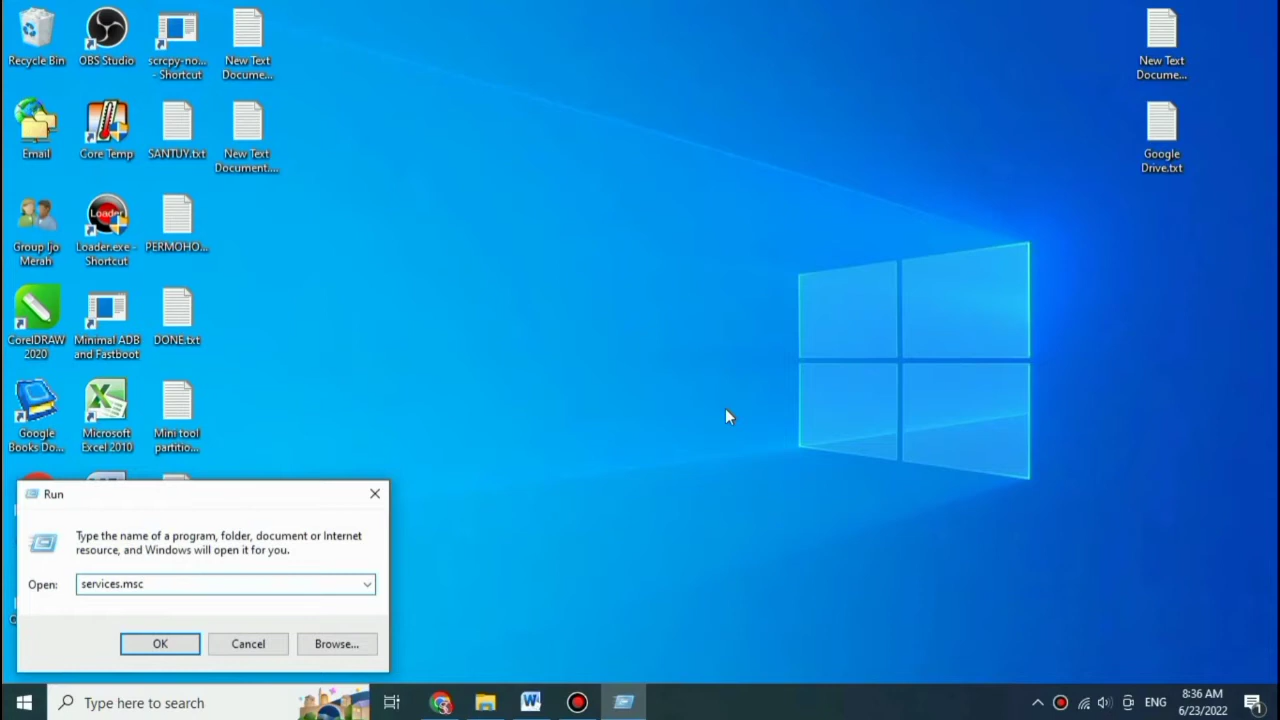 Recycle Bin
OBS Studio
scrcpy-no...
- Shortcut
New Text
Docume...
New Text
Docume...
Email
Core Temp
SANTUY.txt
New Text
Document....
Google
Drive.txt
Group Ijo
Merah
Loader
Loader.exe -
Shortcut
PERMOHO...
CorelDRAW
2020
Minimal ADB
and Fastboot
DONE.txt
Google
Books Do...
Microsoft
Excel 2010
Mini tool
partitio...
Run
Type the name of a program, folder, document or Internet
resource, and Windows will open it for you.
Open:
services.msc
OK
Cancel
Browse...
Type here to search
ENG
8:36 AM
6/23/2022
1